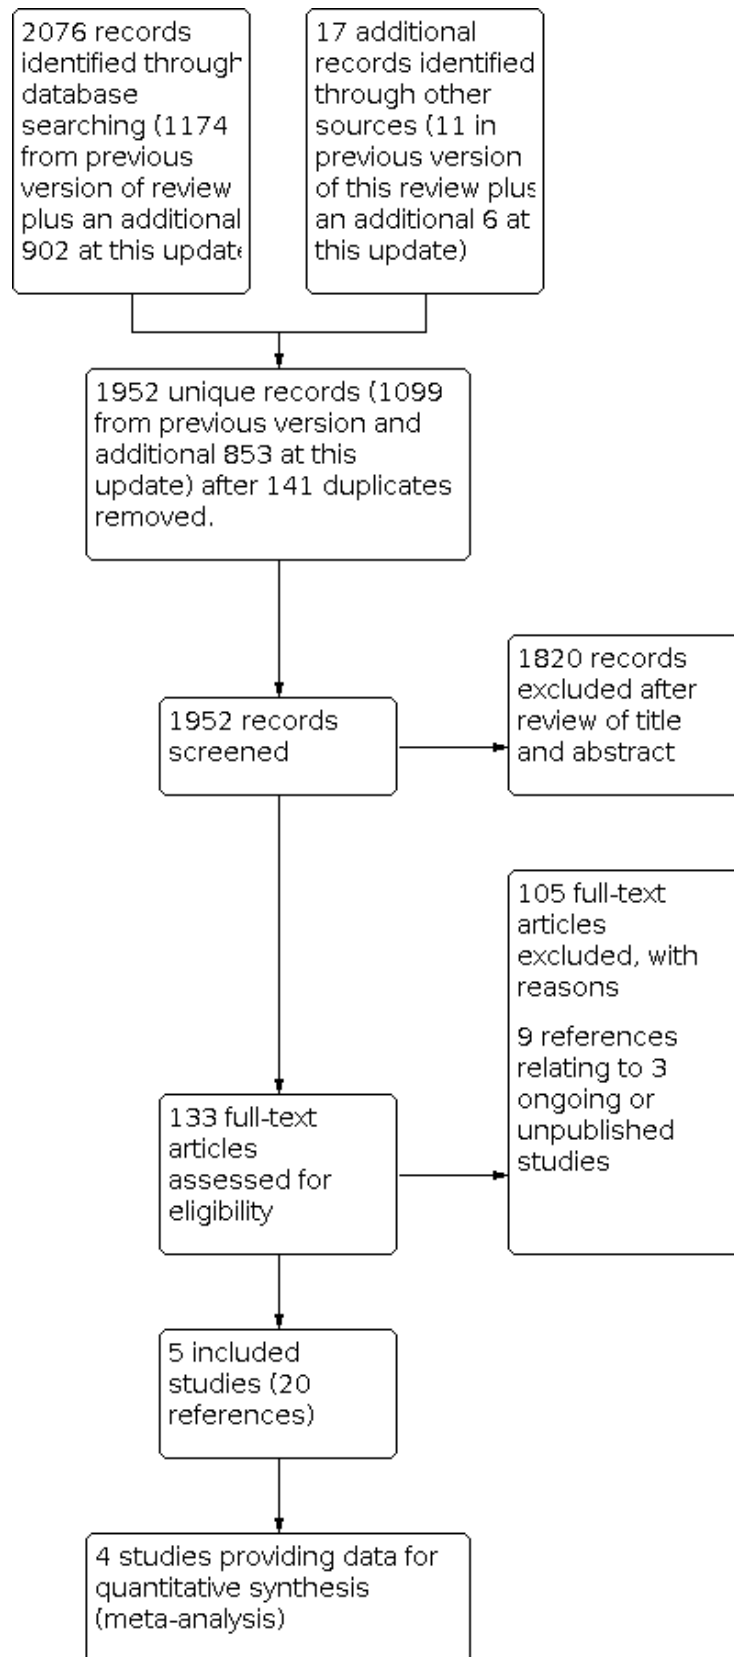 2076 records
identified through
database
searching (1174
from previous
version of review
plus an additional
902 at this update
17 additional
records identified
through other
sources (11 in
previous version
of this review plus
an additional 6 at
this update)
1952 unique records (1099
from previous version and
additional 853 at this
update) after 141 duplicates
removed.
1952 records
screened
1820 records
excluded after
review of title
and abstract
105 full-text
articles
excluded, with
reasons
9 references
relating to 3
ongoing or
unpublished
studies
133 full-text
articles
assessed for
eligibility
5 included
studies (20
references)
4 studies providing data for
quantitative synthesis
(meta-analysis)